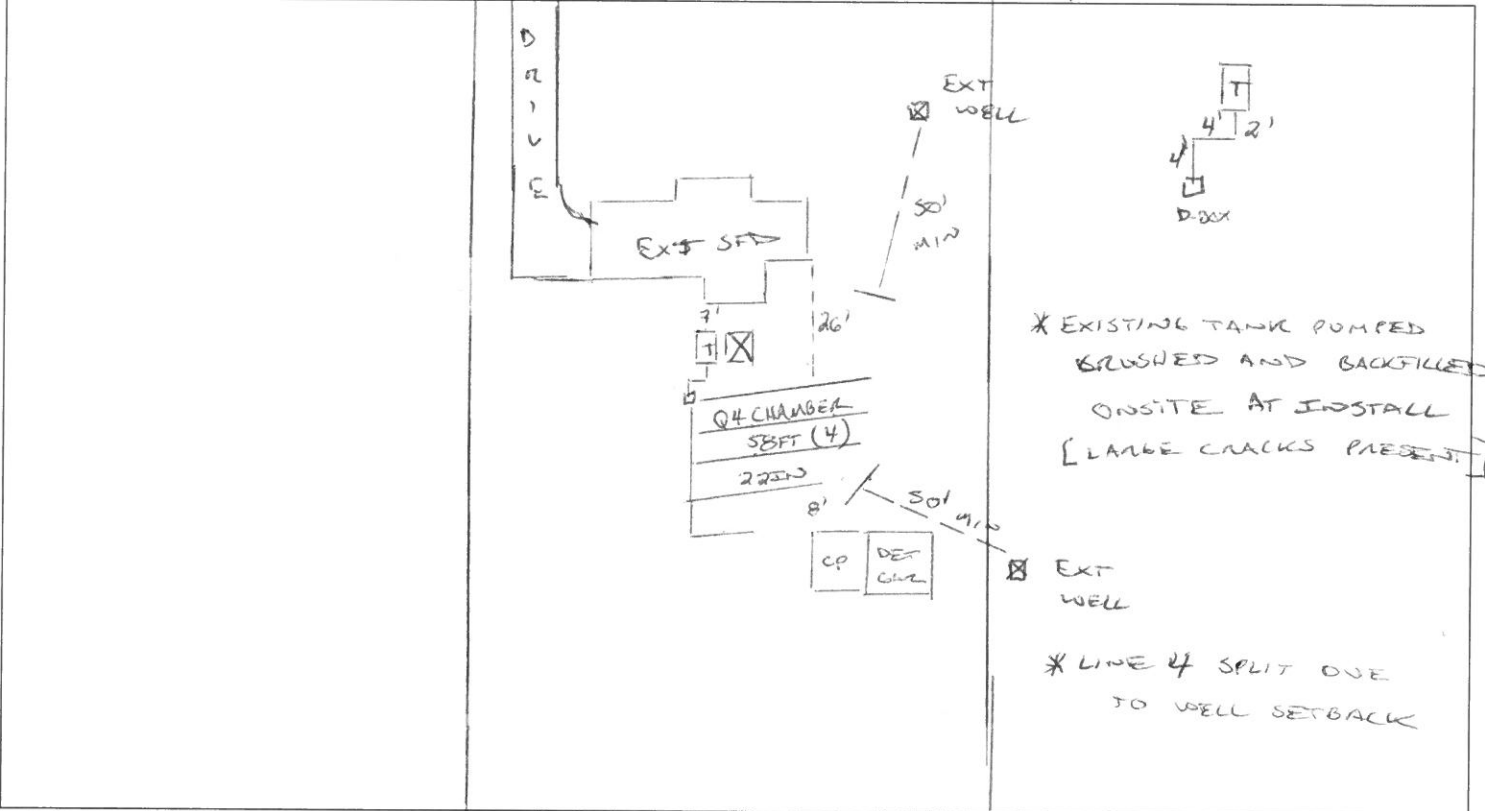 DRIVE
EXT
WELL
50'
MIN
EXT SFD
7'
T
26'
Q4 CHAMBER
58FT (4)
22IN
8'
50' MIN
CP
DET
GAR
EXT
WELL
T
4' 2'
4'
D-BOX
* EXISTING TANK PUMPED
CRUSHED AND BACKFILLED
ONSITE AT INSTALL
[LARGE CRACKS PRESENT]
* LINE 4 SPLIT DUE
TO WELL SETBACK